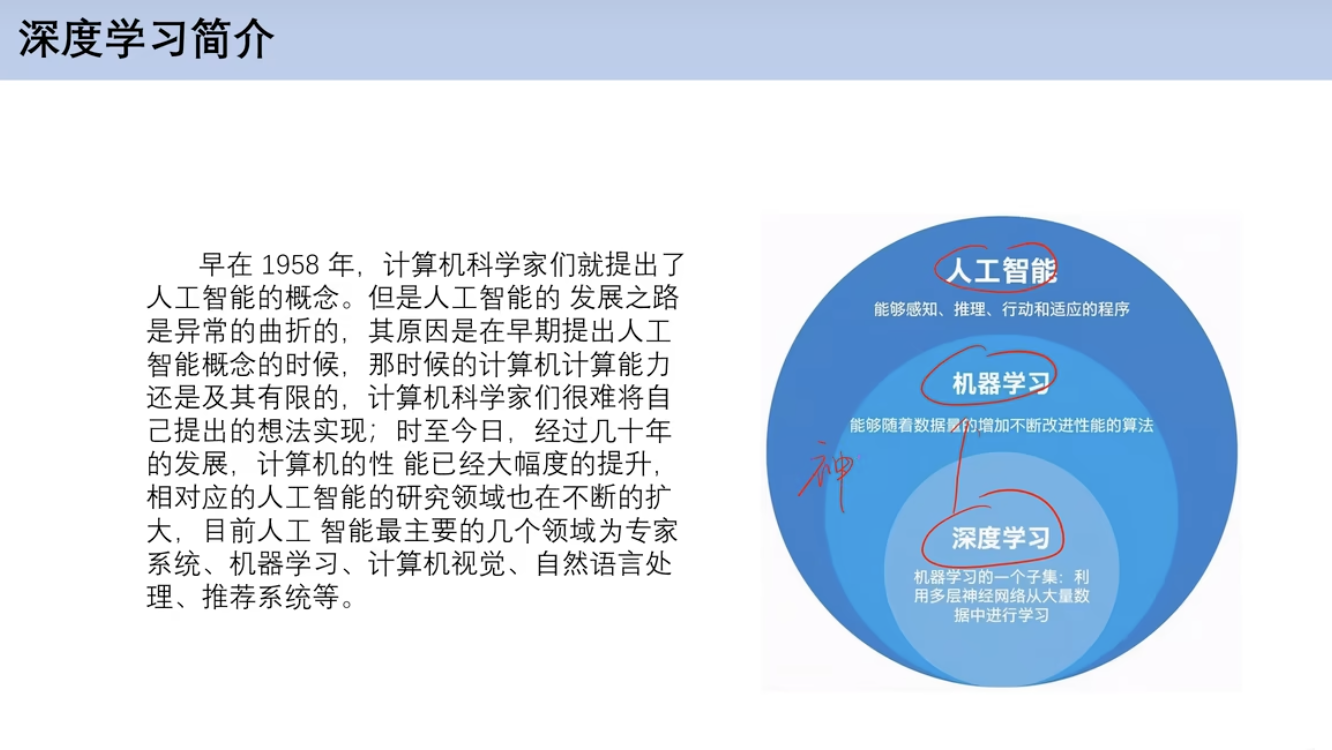 深度学习简介
早在 1958 年，计算机科学家们就提出了
人工智能的概念。但是人工智能的 发展之路
是异常的曲折的，其原因是在早期提出人工
智能概念的时候，那时候的计算机计算能力
还是及其有限的，计算机科学家们很难将自
己提出的想法实现；时至今日，经过几十年
的发展，计算机的性 能已经大幅度的提升，
相对应的人工智能的研究领域也在不断的扩
大，目前人工 智能最主要的几个领域为专家
系统、机器学习、计算机视觉、自然语言处
理、推荐系统等。
人工智能
能够感知、推理、行动和适应的程序
机器学习
能够随着数据量的增加不断改进性能的算法
神
深度学习
机器学习的一个子集：利
用多层神经网络从大量数
据中进行学习